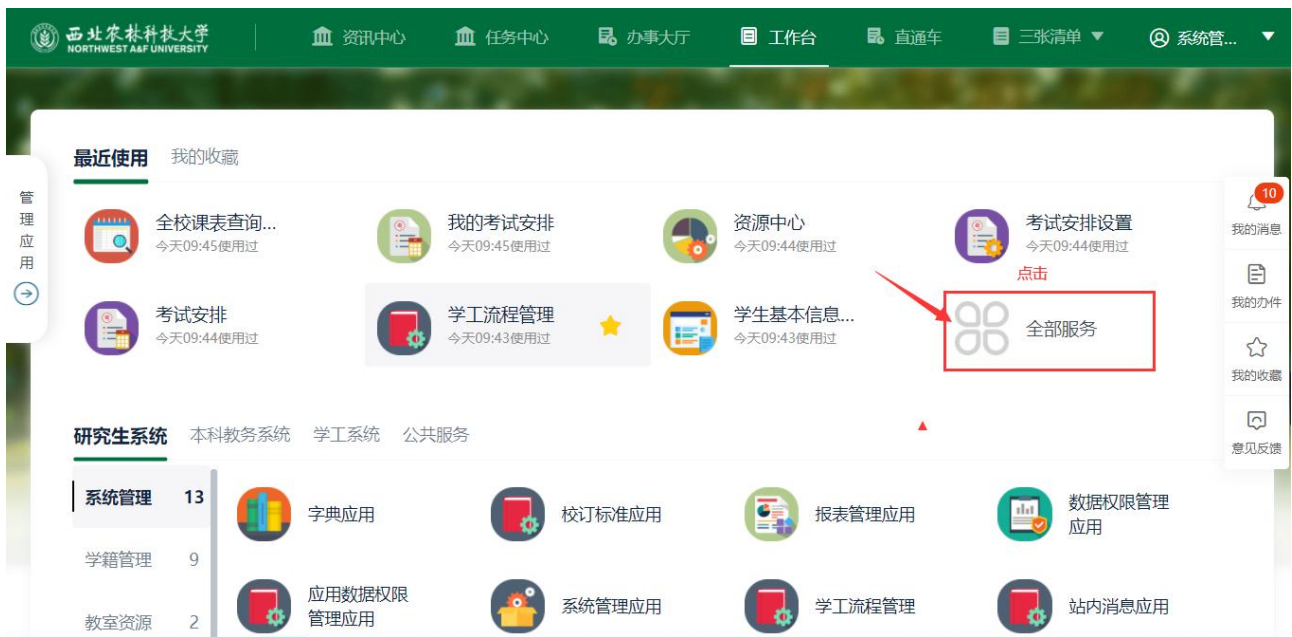 西北农林科技大学
NORTHWEST A&F UNIVERSITY
资讯中心
任务中心
办事大厅
工作台
直通车
三张清单
系统管...
最近使用
我的收藏
管理应用
全校课表查询...
今天09:45使用过
我的考试安排
今天09:45使用过
资源中心
今天09:44使用过
考试安排设置
今天09:44使用过
点击
考试安排
今天09:44使用过
学工流程管理
今天09:43使用过
学生基本信息...
今天09:43使用过
全部服务
10
我的消息
我的办件
我的收藏
意见反馈
研究生系统
本科教务系统
学工系统
公共服务
系统管理 13
学籍管理 9
教室资源 2
字典应用
校订标准应用
报表管理应用
数据权限管理
应用
应用数据权限
管理应用
系统管理应用
学工流程管理
站内消息应用